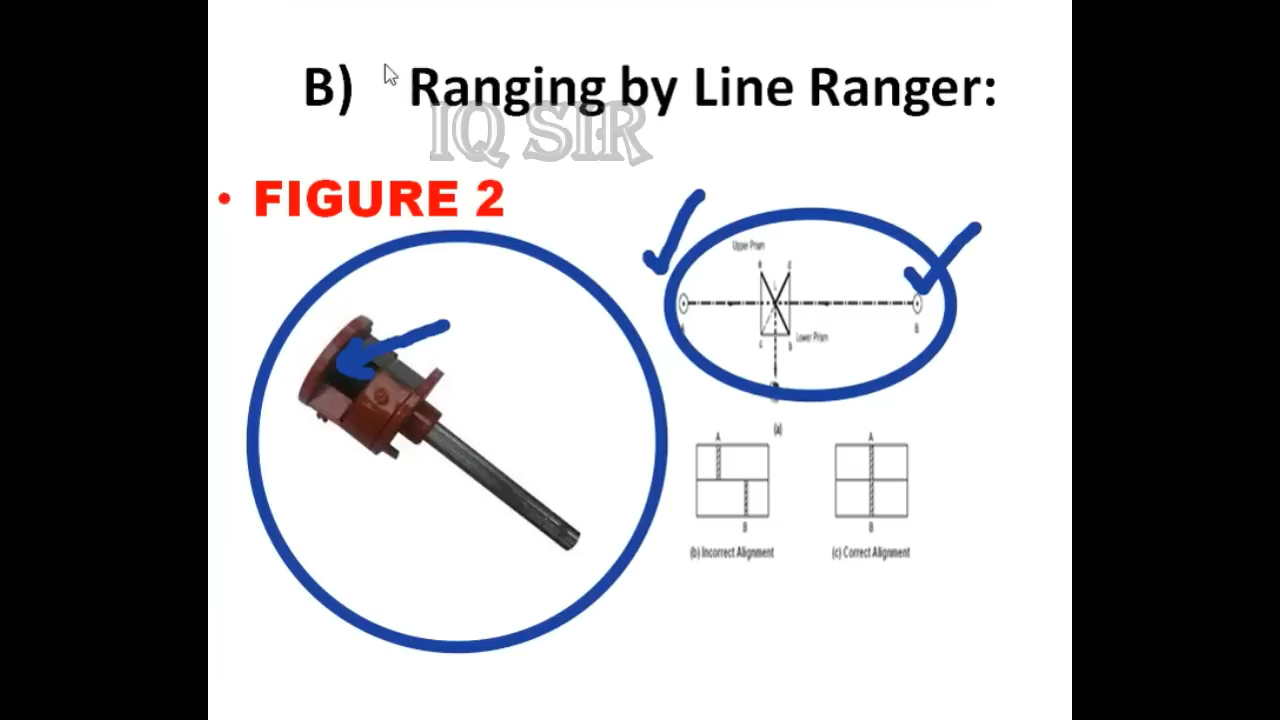 B) Ranging by Line Ranger:
IQ SIR
• FIGURE 2
Upper Prism
L
A
B
c
b
Lower Prism
(a)
A
A
B
B
(b) Incorrect Alignment
(c) Correct Alignment